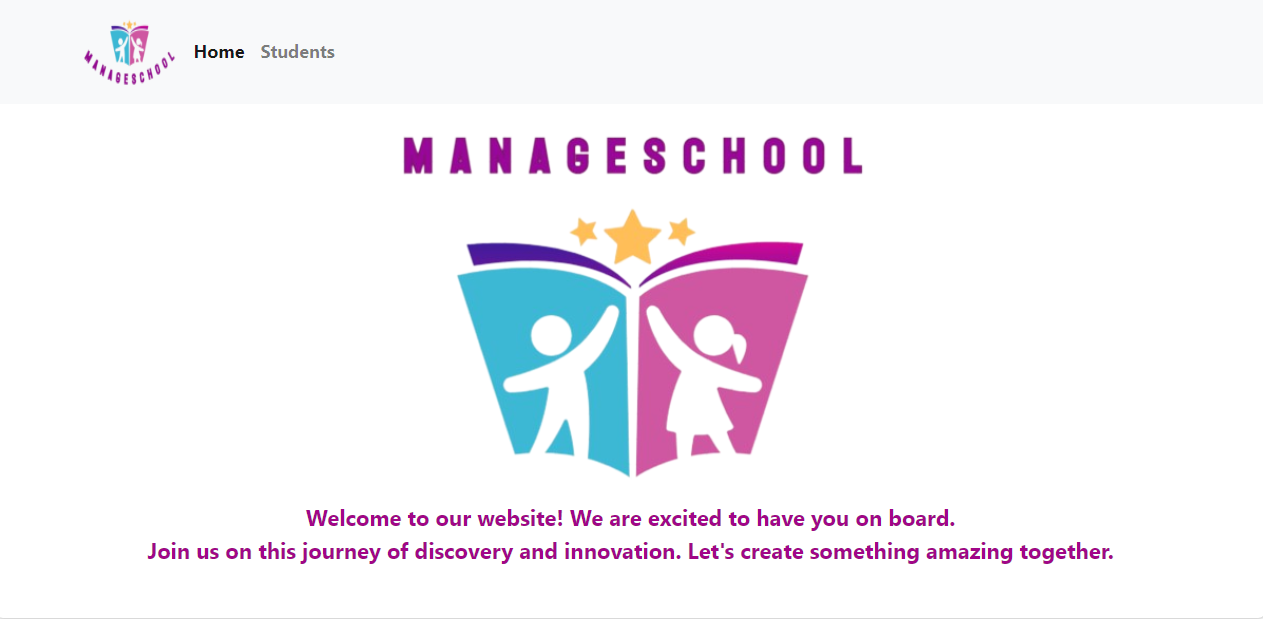 MANAGESCHOOL
Home Students
MANAGESCHOOL
Welcome to our website! We are excited to have you on board.
Join us on this journey of discovery and innovation. Let's create something amazing together.